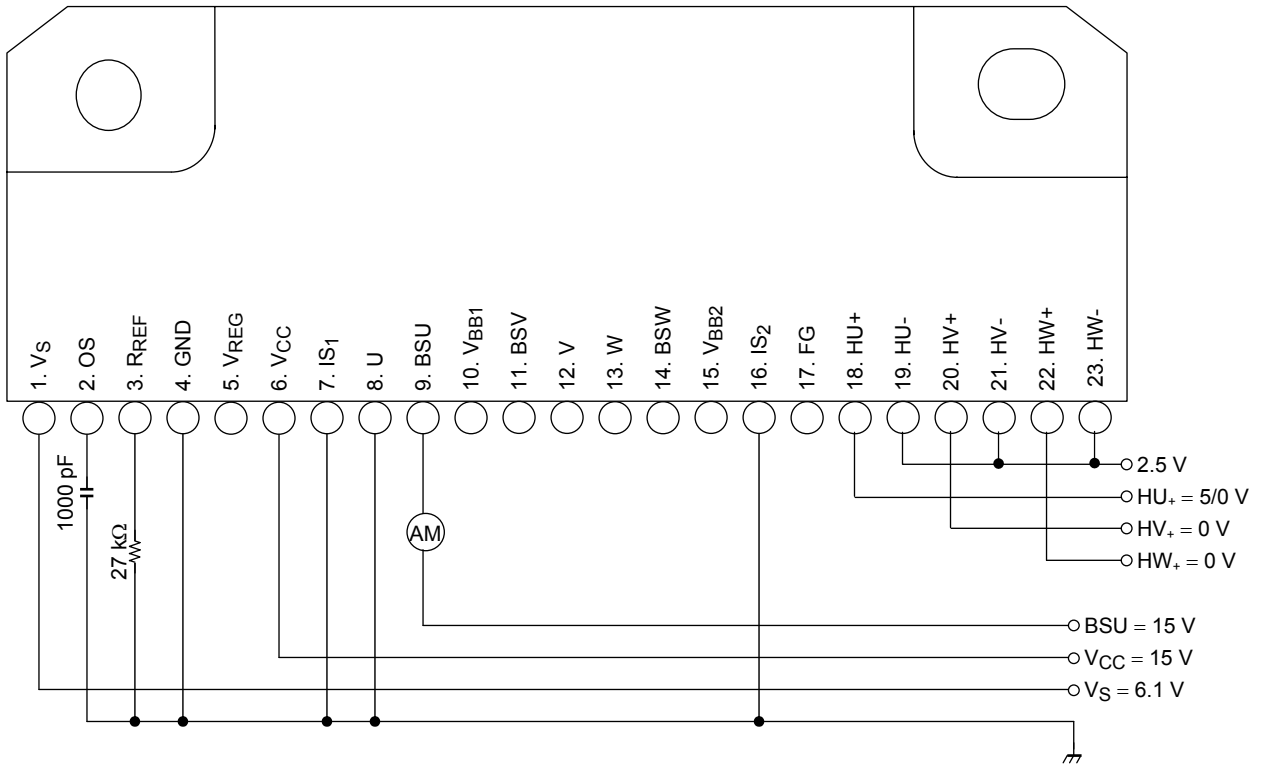 1. VS
2. OS
3. RREF
4. GND
5. VREG
6. VCC
7. IS1
8. U
9. BSU
10. VBB1
11. BSV
12. V
13. W
14. BSW
15. VBB2
16. IS2
17. FG
18. HU+
19. HU-
20. HV+
21. HV-
22. HW+
23. HW-
1000 pF
27 kΩ
AM
2.5 V
HU+ = 5/0 V
HV+ = 0 V
HW+ = 0 V
BSU = 15 V
VCC = 15 V
VS = 6.1 V